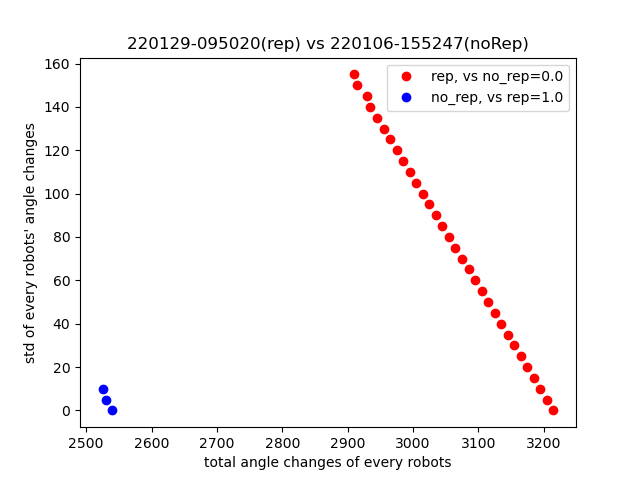 220129-095020(rep) vs 220106-155247(noRep)
rep, vs no_rep=0.0
no_rep, vs rep=1.0
std of every robots' angle changes
160
140
120
100
80
60
40
20
0
2500 2600 2700 2800 2900 3000 3100 3200
total angle changes of every robots